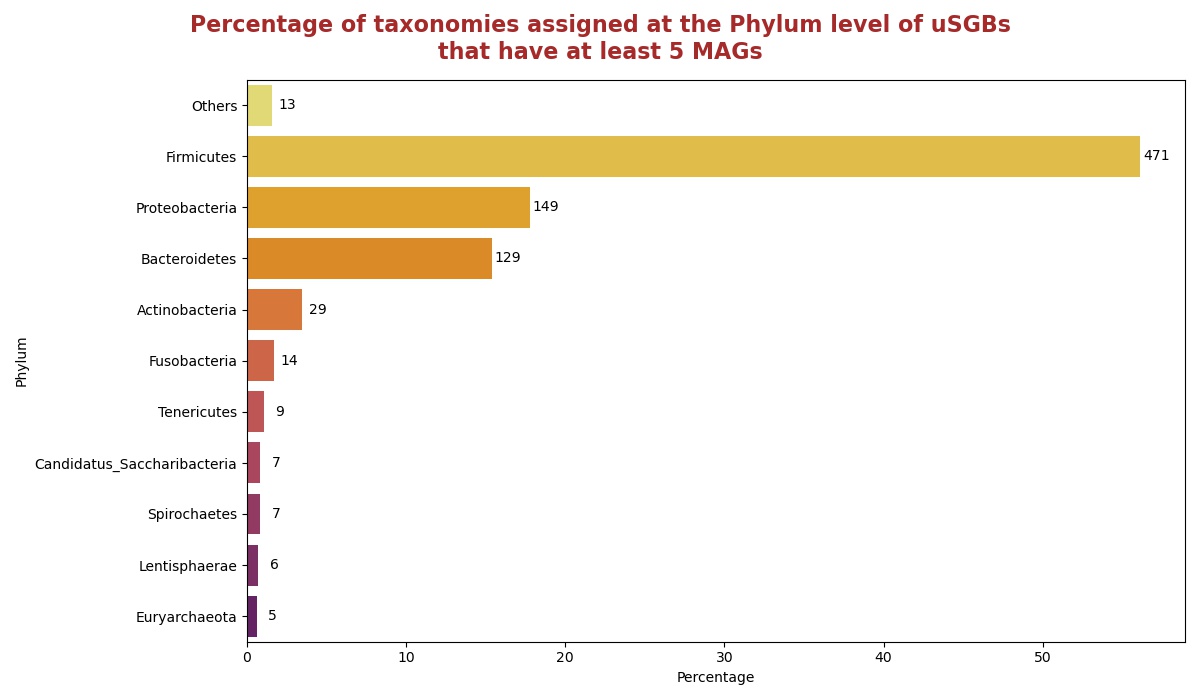 Percentage of taxonomies assigned at the Phylum level of uSGBs
that have at least 5 MAGs
Others 13
Firmicutes 471
Proteobacteria 149
Bacteroidetes 129
Actinobacteria 29
Fusobacteria 14
Tenericutes 9
Candidatus_Saccharibacteria 7
Spirochaetes 7
Lentisphaerae 6
Euryarchaeota 5
Phylum
0 10 20 30 40 50
Percentage